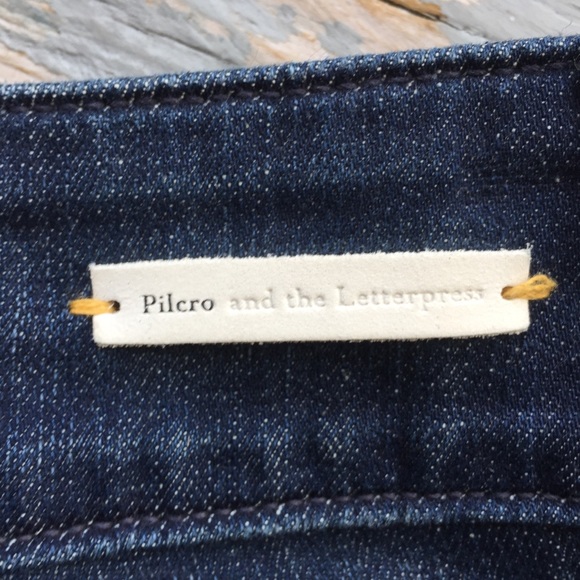 Pilcro and the Letterpress